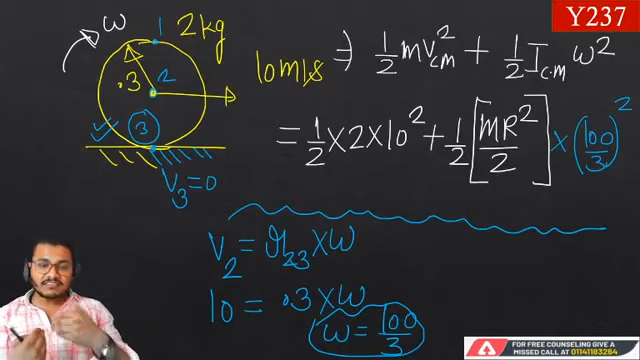 Y237
ω
1
2kg
.3
2
10m/s
3
V3=0
⇒ 1/2 mv²cm + 1/2 Ic.m ω²
= 1/2 × 2 × 10² + 1/2 [MR²/2] × (100/3)²
V2 = r23 × ω
10 = .3 × ω
ω = 100/3
FOR FREE COUNSELING GIVE A
MISSED CALL AT 01141183264